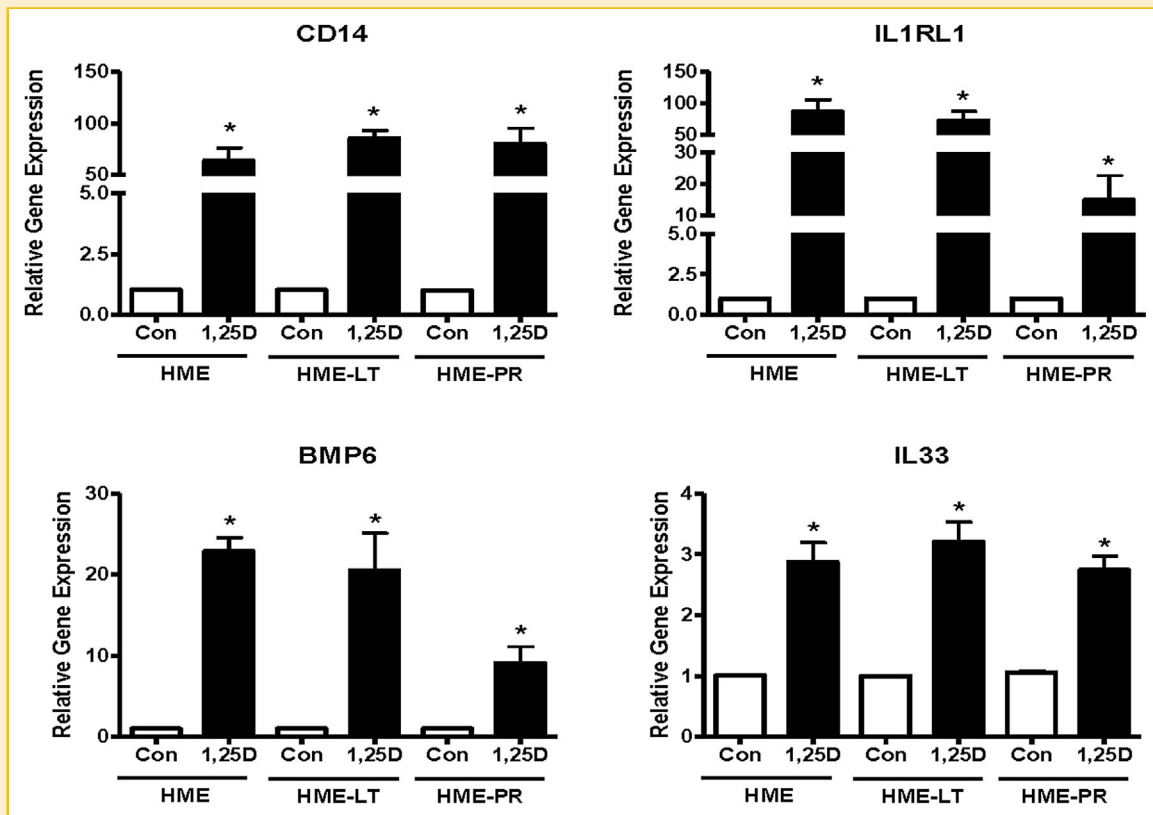 CD14
Relative Gene Expression
150
100
50
5.0
2.5
0.0
* * *
Con 1,25D Con 1,25D Con 1,25D
HME HME-LT HME-PR
IL1RL1
Relative Gene Expression
150
100
50
30
20
10
5.0
2.5
0.0
* * *
Con 1,25D Con 1,25D Con 1,25D
HME HME-LT HME-PR
BMP6
Relative Gene Expression
30
20
10
0
* * *
Con 1,25D Con 1,25D Con 1,25D
HME HME-LT HME-PR
IL33
Relative Gene Expression
4
3
2
1
0
* * *
Con 1,25D Con 1,25D Con 1,25D
HME HME-LT HME-PR